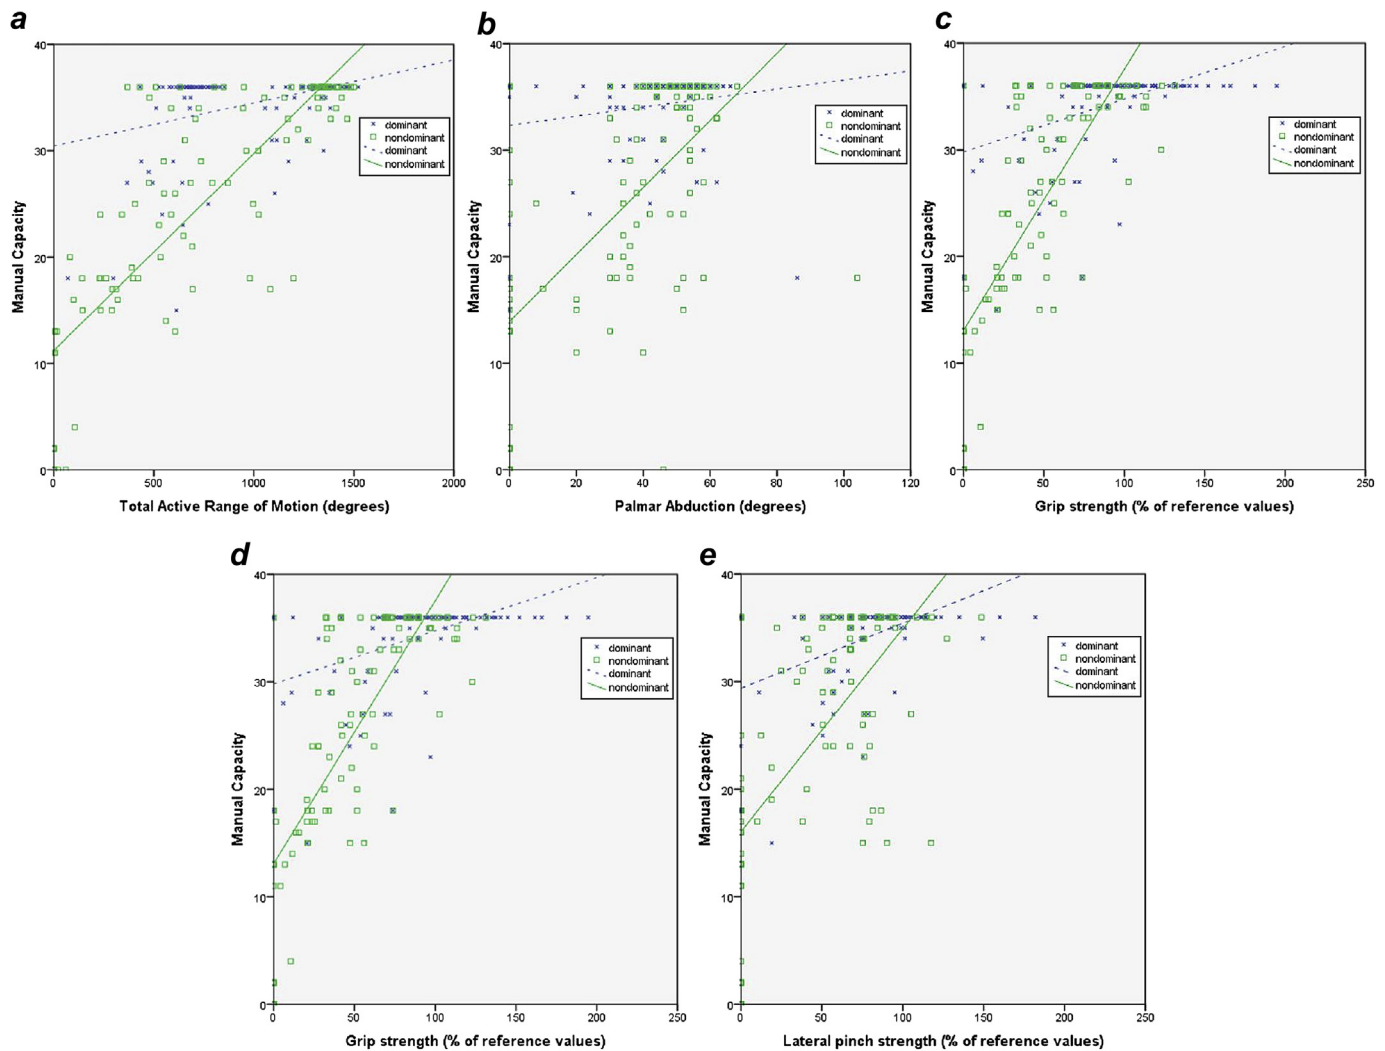 a
40
30
20
10
0
Manual Capacity
0 500 1000 1500 2000
Total Active Range of Motion (degrees)
dominant
nondominant
dominant
nondominant
b
40
30
20
10
0
Manual Capacity
0 20 40 60 80 100 120
Palmar Abduction (degrees)
dominant
nondominant
dominant
nondominant
c
40
30
20
10
0
Manual Capacity
0 50 100 150 200 250
Grip strength (% of reference values)
dominant
nondominant
dominant
nondominant
d
40
30
20
10
0
Manual Capacity
0 50 100 150 200 250
Grip strength (% of reference values)
dominant
nondominant
dominant
nondominant
e
40
30
20
10
0
Manual Capacity
0 50 100 150 200 250
Lateral pinch strength (% of reference values)
dominant
nondominant
dominant
nondominant